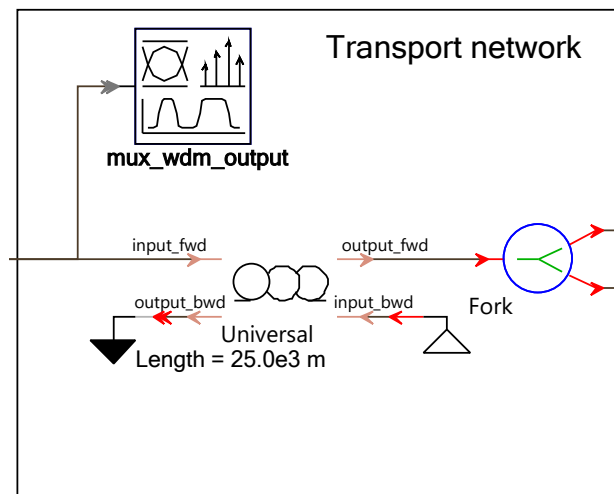 Transport network
mux_wdm_output
input_fwd
output_fwd
output_bwd
input_bwd
Fork
Universal
Length = 25.0e3 m